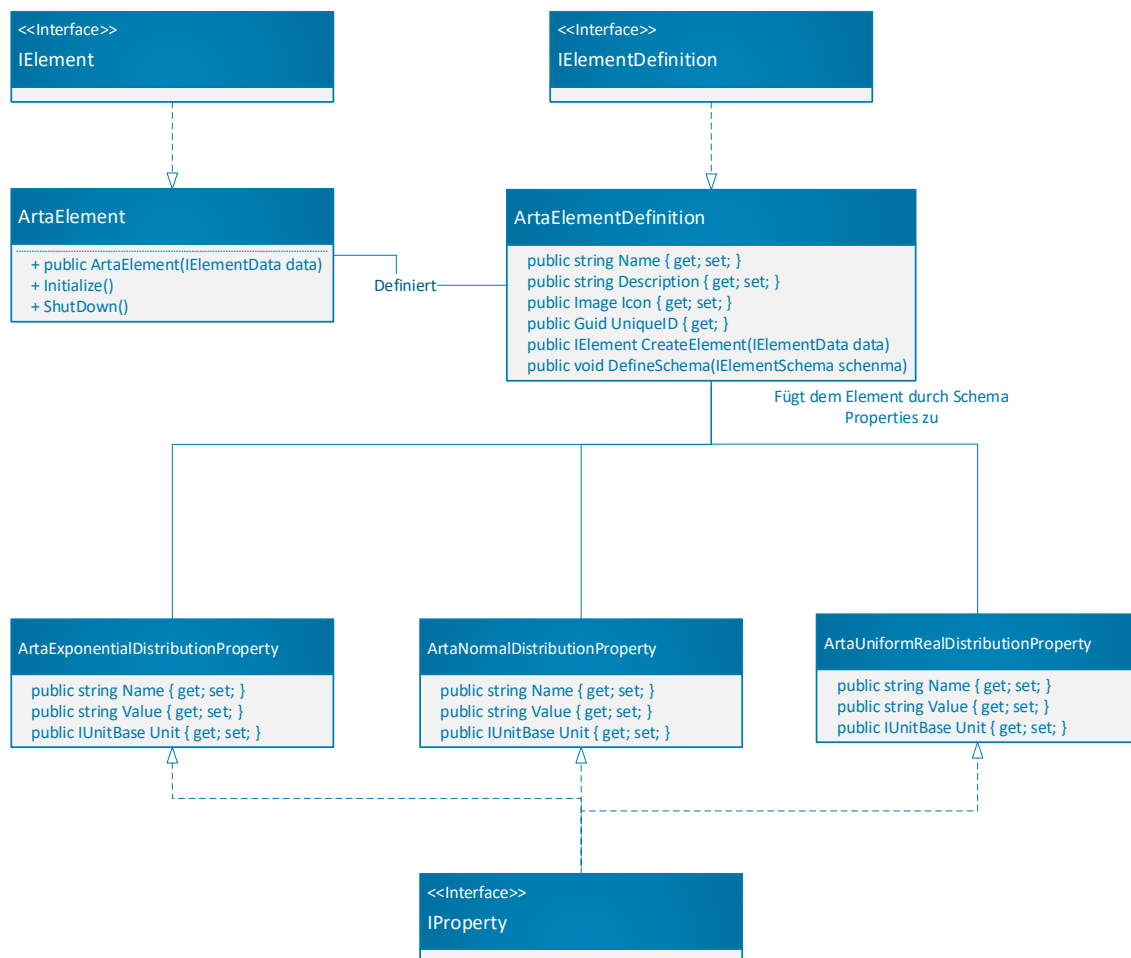 <<Interface>>
IElement
<<Interface>>
IElementDefinition
ArtaElement
+ public ArtaElement(IElementData data)
+ Initialize()
+ ShutDown()
Definiert
ArtaElementDefinition
public string Name { get; set; }
public string Description { get; set; }
public Image Icon { get; set; }
public Guid UniqueID { get; }
public IElement CreateElement(IElementData data)
public void DefineSchema(IElementSchema schenma)
Fügt dem Element durch Schema
Properties zu
ArtaExponentialDistributionProperty
public string Name { get; set; }
public string Value { get; set; }
public IUnitBase Unit { get; set; }
ArtaNormalDistributionProperty
public string Name { get; set; }
public string Value { get; set; }
public IUnitBase Unit { get; set; }
ArtaUniformRealDistributionProperty
public string Name { get; set; }
public string Value { get; set; }
public IUnitBase Unit { get; set; }
<<Interface>>
IProperty